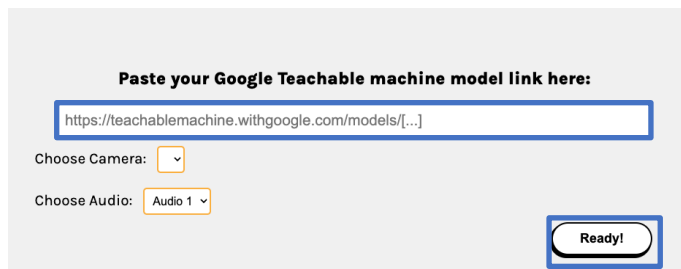 Paste your Google Teachable machine model link here:
https://teachablemachine.withgoogle.com/models/[...]
Choose Camera:
Choose Audio: Audio 1
Ready!